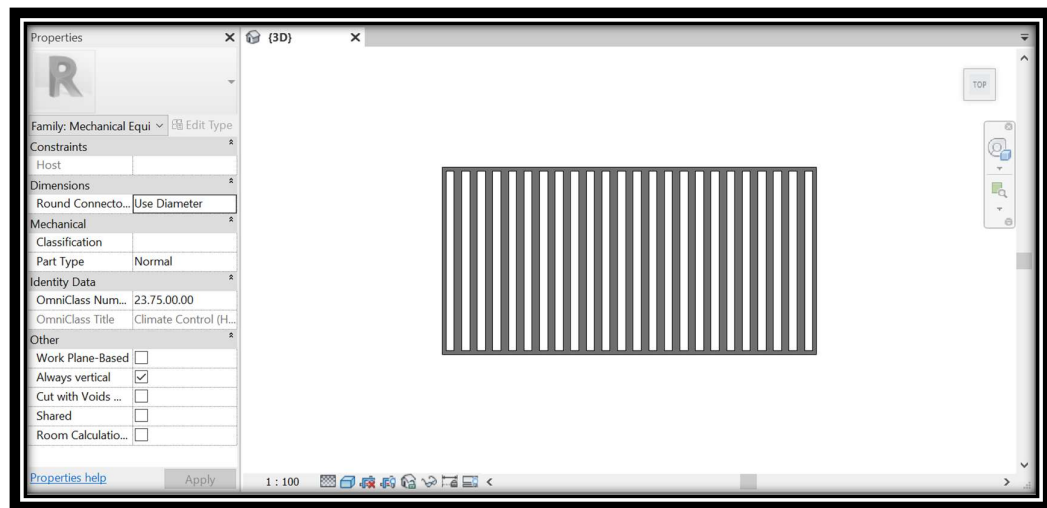 Properties
{3D}
R
TOP
Family: Mechanical Equi
Edit Type
Constraints
Host
Dimensions
Round Connecto... Use Diameter
Mechanical
Classification
Part Type Normal
Identity Data
OmniClass Num... 23.75.00.00
OmniClass Title Climate Control (H...
Other
Work Plane-Based
Always vertical
Cut with Voids ...
Shared
Room Calculatio...
Properties help
Apply
1 : 100